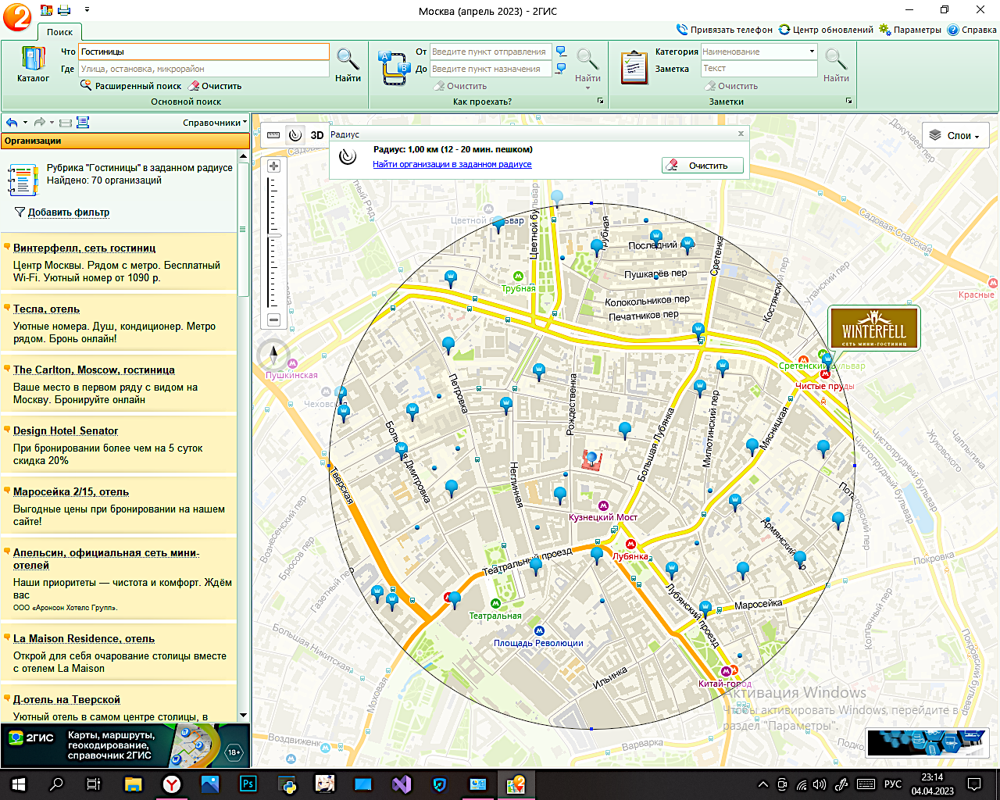 Москва (апрель 2023) - 2ГИС
Поиск
Привязать телефон
Центр обновлений
Параметры
Справка
Каталог
Что
Гостиницы
Где
Улица, остановка, микрорайон
Расширенный поиск
Очистить
Найти
Основной поиск
От
Введите пункт отправления
До
Введите пункт назначения
Очистить
Найти
Как проехать?
Категория
Наименование
Заметка
Текст
Очистить
Найти
Заметки
Справочники
Организации
Рубрика "Гостиницы" в заданном радиусе
Найдено: 70 организаций
Добавить фильтр
Винтерфелл, сеть гостиниц
Центр Москвы. Рядом с метро. Бесплатный
Wi-Fi. Уютный номер от 1090 р.
Тесла, отель
Уютные номера. Душ, кондиционер. Метро
рядом. Бронь онлайн!
The Carlton, Moscow, гостиница
Ваше место в первом ряду с видом на
Москву. Бронируйте онлайн
Design Hotel Senator
При бронировании более чем на 5 суток
скидка 20%
Маросейка 2/15, отель
Выгодные цены при бронировании на нашем
сайте!
Апельсин, официальная сеть мини-
отелей
Наши приоритеты — чистота и комфорт. Ждём
вас
ООО «Аронсон Хотелс Групп».
La Maison Residence, отель
Открой для себя очарование столицы вместе
с отелем La Maison
Д-отель на Тверской
Уютный отель в самом центре столицы, в
2ГИС
Карты, маршруты,
геокодирование,
справочник 2ГИС
18+
3D
Радиус
Радиус: 1,00 км (12 - 20 мин. пешком)
Найти организации в заданном радиусе
Очистить
Слои
Докучаев пер
Садовая-Спасская
Цветной бульвар
Цветной бульвар
Трубная
Последний пер
Сретенка
Пушкарёв пер
Трубная
Колокольников пер
Печатников пер
Костянский пер
Уланский пер
Красные
WINTERFELL
СЕТЬ МИНИ-ГОСТИНИЦ
Сретенский бульвар
Чистые пруды
Пушкинская
Чеховская
Петровка
Рождественка
Большая Лубянка
Милютинский пер
Мясницкая
Чистопрудный бульвар
Чистопрудный бульвар
Жуковского
Чаплыгина
Большая Дмитровка
Неглинная
Тверская
Кузнецкий Мост
Потаповский пер
Армянский пер
Вознесенский пер
Брюсов пер
Газетный пер
Театральный проезд
Лубянка
Покровка
Маросейка
Лубянский проезд
Театральная
Площадь Революции
Большая Никитская
Колпачный пер
Покровский бульвар
Ильинка
Китай-город
Моховая
Воздвиженка
Варварка
Активация Windows
Чтобы активировать Windows, перейдите в
раздел "Параметры".
РУС
23:14
04.04.2023